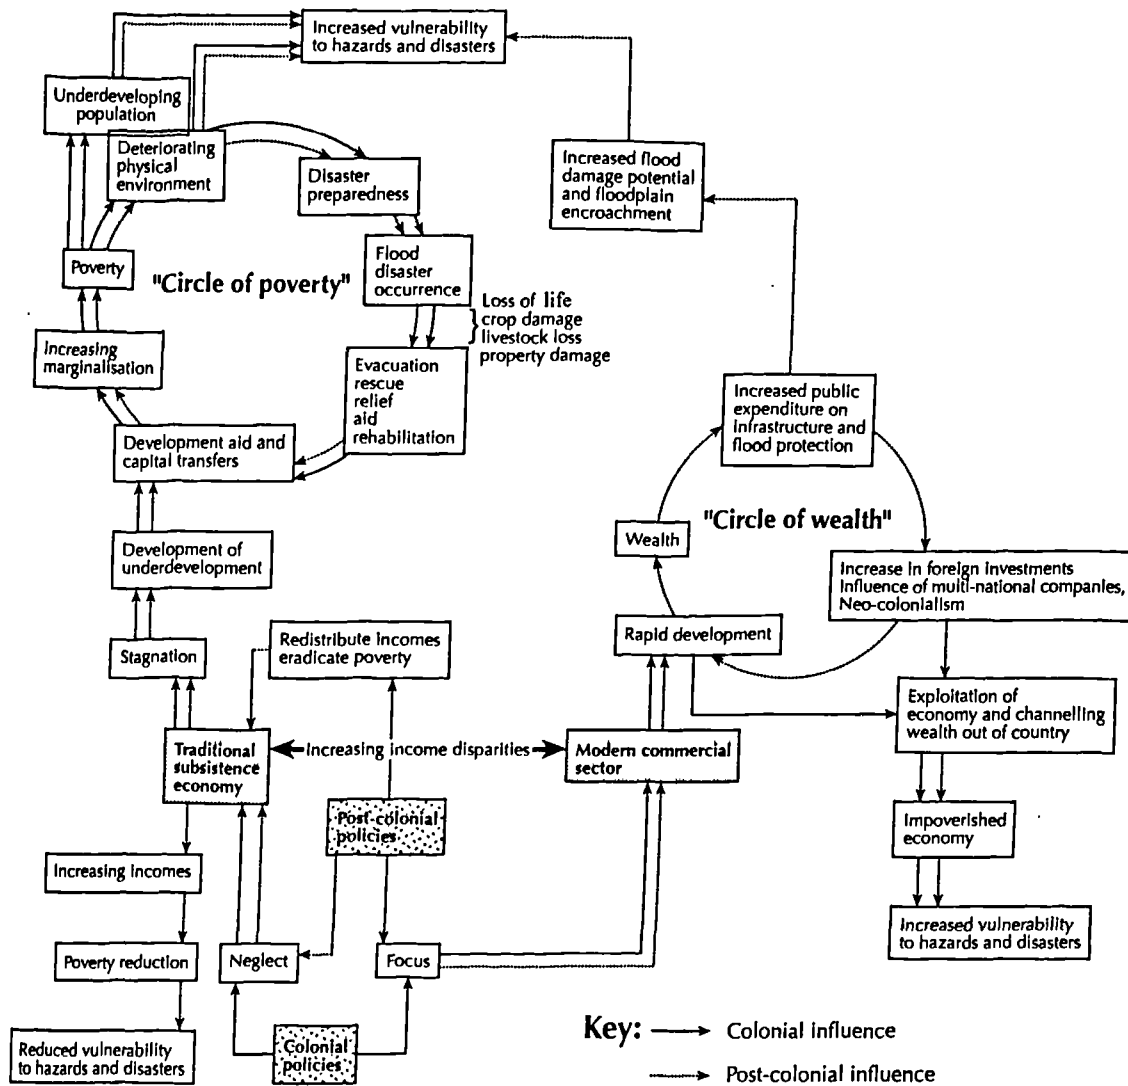 Increased vulnerability
to hazards and disasters
Underdeveloping
population
Deteriorating
physical
environment
Disaster
preparedness
Increased flood
damage potential
and floodplain
encroachment
Poverty
"Circle of poverty"
Flood
disaster
occurrence
Loss of life
crop damage
livestock loss
property damage
Increasing
marginalisation
Evacuation
rescue
relief
aid
rehabilitation
Increased public
expenditure on
infrastructure and
flood protection
Development aid and
capital transfers
"Circle of wealth"
Wealth
Development of
underdevelopment
Increase in foreign investments
Influence of multi-national companies,
Neo-colonialism
Rapid development
Redistribute incomes
eradicate poverty
Stagnation
Exploitation of
economy and channelling
wealth out of country
Traditional
subsistence
economy
Increasing income disparities
Modern commercial
sector
Post-colonial
policies
Impoverished
economy
Increasing incomes
Increased vulnerability
to hazards and disasters
Poverty reduction
Neglect
Focus
Reduced vulnerability
to hazards and disasters
Colonial
policies
Key:
Colonial influence
Post-colonial influence